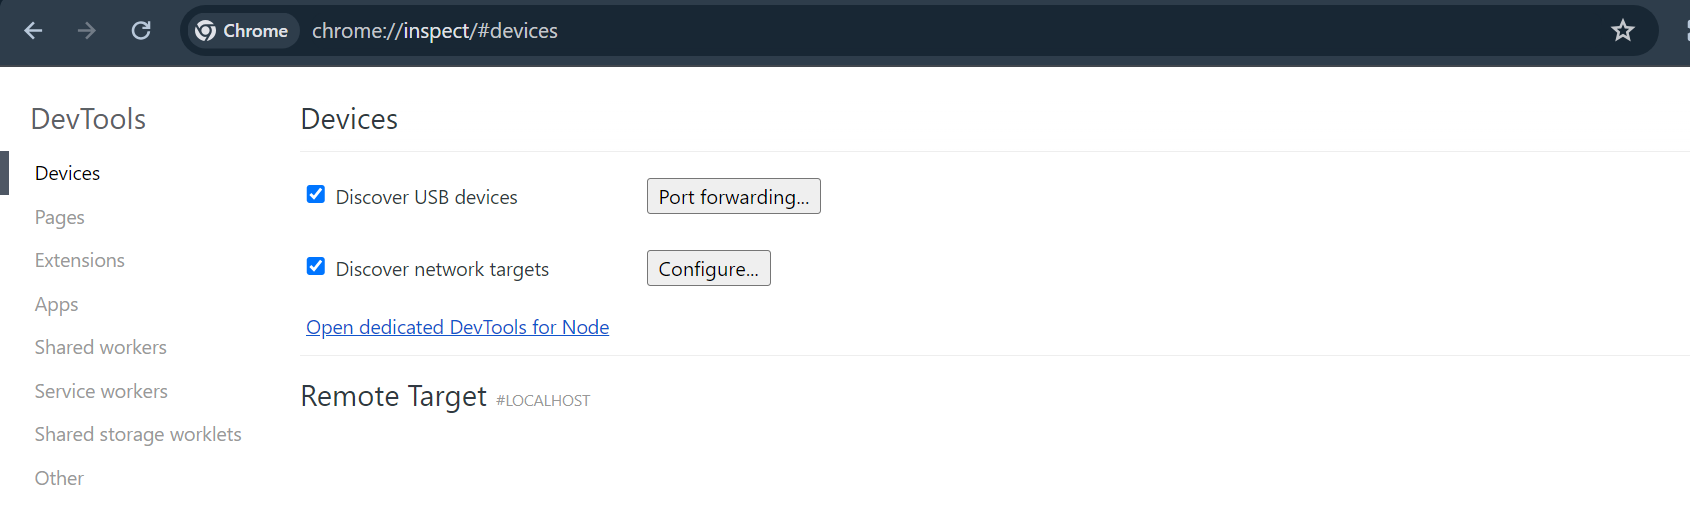 Chrome chrome://inspect/#devices
DevTools
Devices
Pages
Extensions
Apps
Shared workers
Service workers
Shared storage worklets
Other
Devices
Discover USB devices Port forwarding...
Discover network targets Configure...
Open dedicated DevTools for Node
Remote Target #LOCALHOST